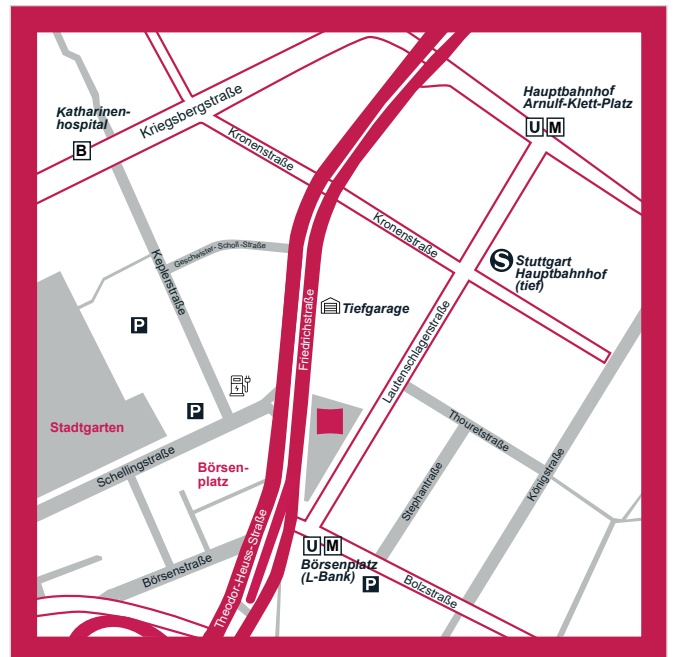 Hauptbahnhof
Arnulf-Klett-Platz
U M
Katharinen-
hospital
B
Kriegsbergstraße
Kronenstraße
Kronenstraße
Geschwister-Scholl-Straße
Keplerstraße
S
Stuttgart
Hauptbahnhof
(tief)
Tiefgarage
P
Friedrichstraße
Lautenschlagerstraße
P
Stadtgarten
Thouretstraße
Schellingstraße
Börsen-
platz
Stephanstraße
Königstraße
Theodor-Heuss-Straße
U M
Börsenplatz
(L-Bank)
Börsenstraße
P
Bolzstraße